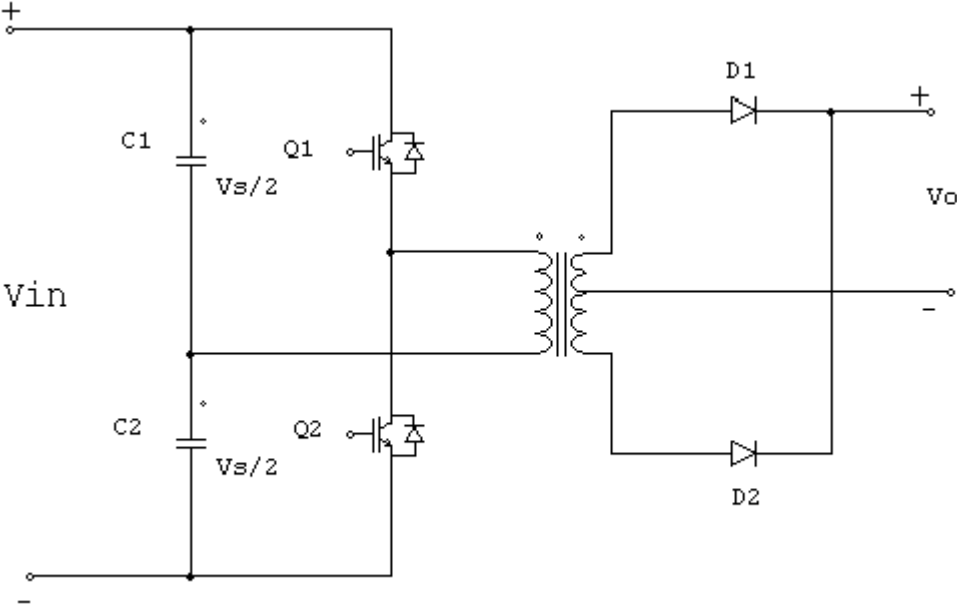 +
D1
+
C1
Q1
Vs/2
Vo
Vin
-
C2
Q2
Vs/2
D2
-